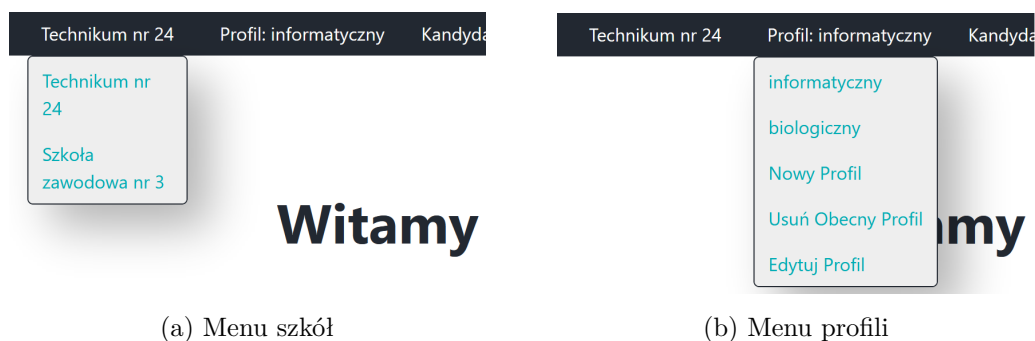 Technikum nr 24 Profil: informatyczny Kandyda
Technikum nr
24
Szkoła
zawodowa nr 3
Witamy
(a) Menu szkół
Technikum nr 24 Profil: informatyczny Kandyda
informatyczny
biologiczny
Nowy Profil
Usuń Obecny Profil
Edytuj Profil
my
(b) Menu profili